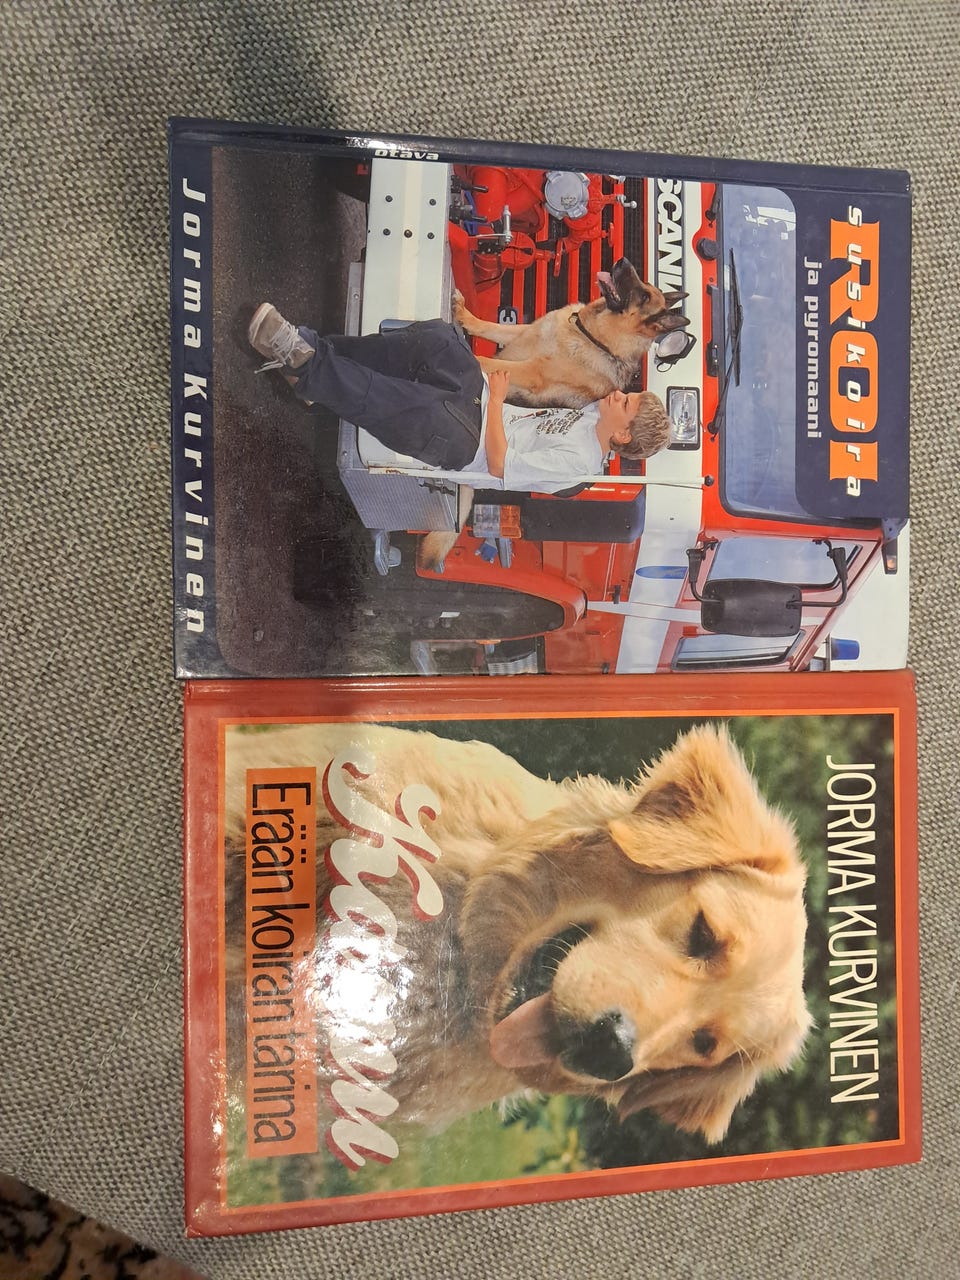 susikoira
ROI
ja pyromaani
SCANIA
Jorma Kurvinen
otava
JORMA KURVINEN
Erään koiran tarina